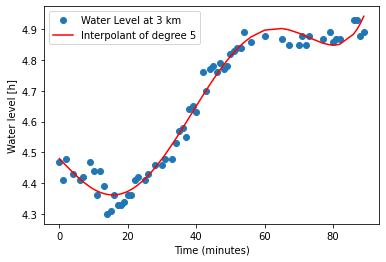 Water Level at 3 km
Interpolant of degree 5
Water level [h]
4.9
4.8
4.7
4.6
4.5
4.4
4.3
0 20 40 60 80
Time (minutes)